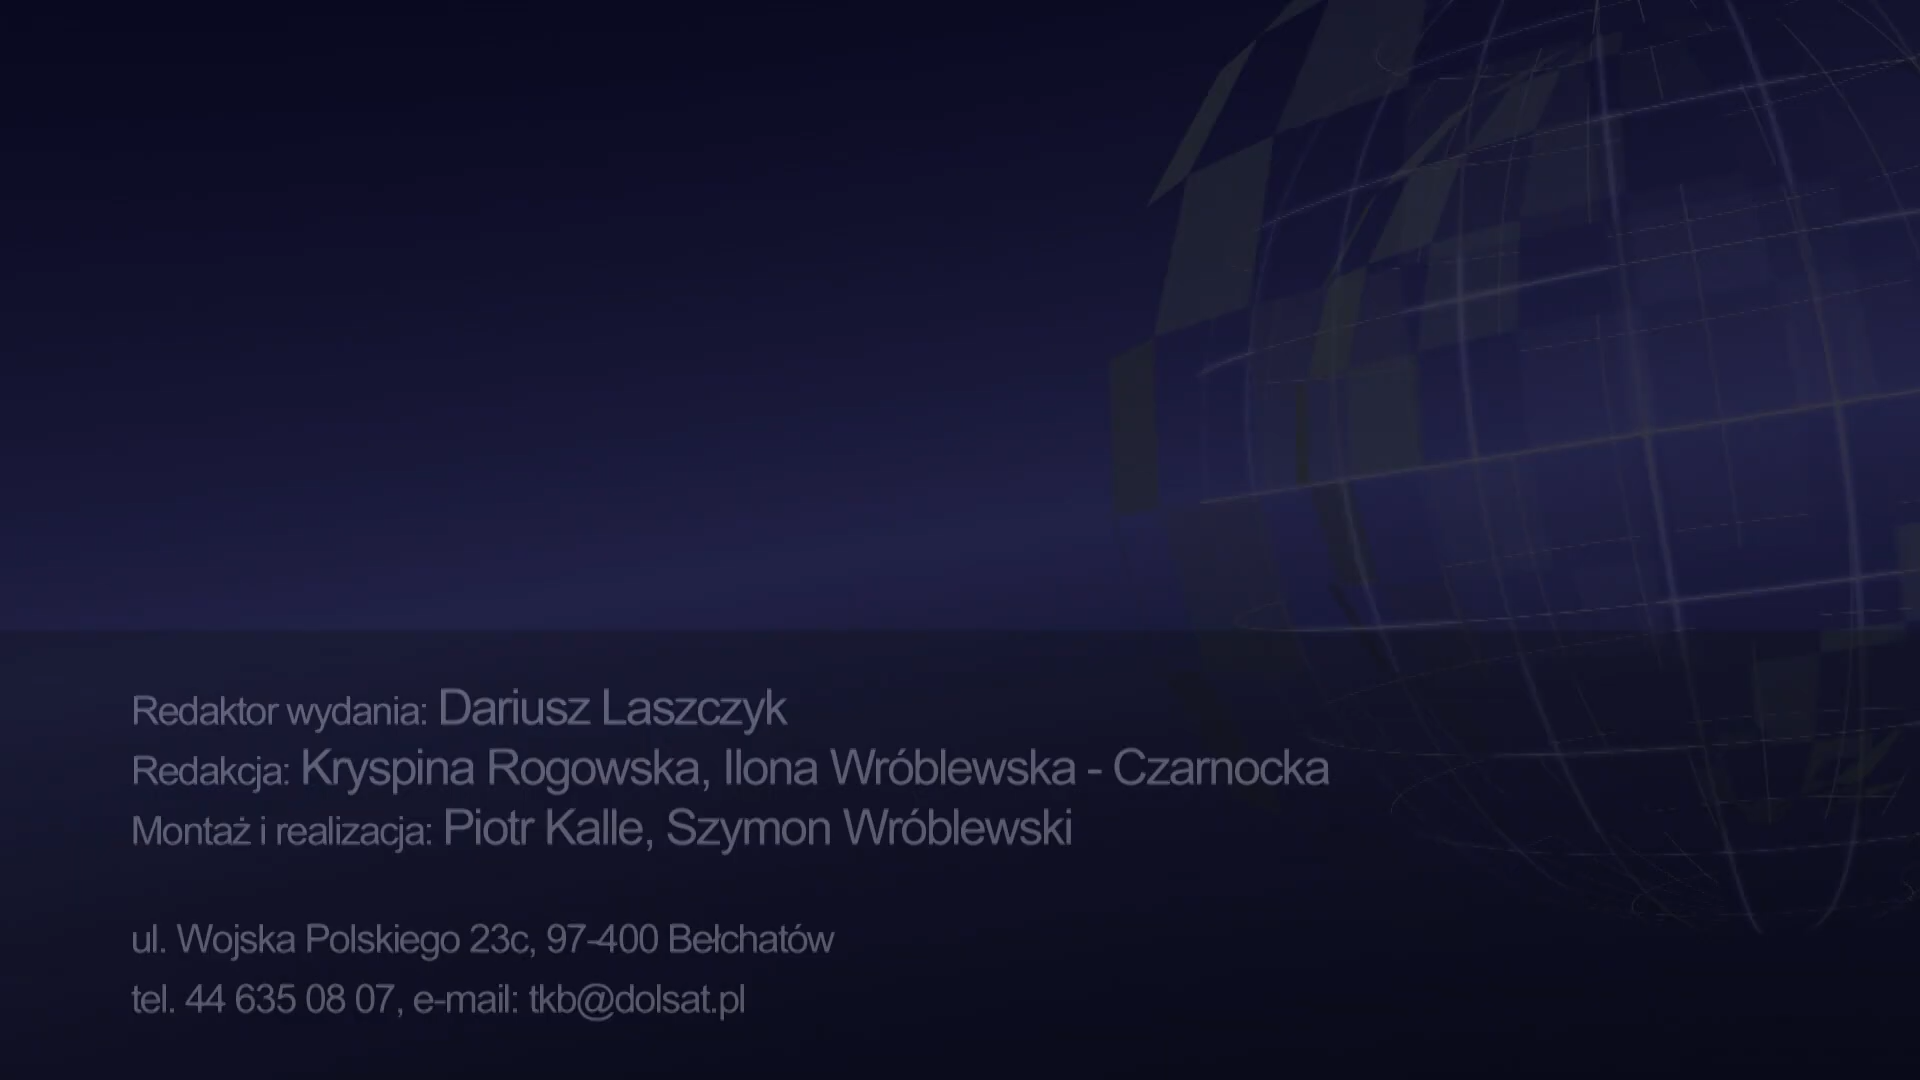 Redaktor wydania: Dariusz Laszczyk
Redakcja: Kryspina Rogowska, Ilona Wróblewska - Czarnocka
Montaż i realizacja: Piotr Kalle, Szymon Wróblewski
ul. Wojska Polskiego 23c, 97-400 Bełchatów
tel. 44 635 08 07, e-mail: tkb@dolsat.pl